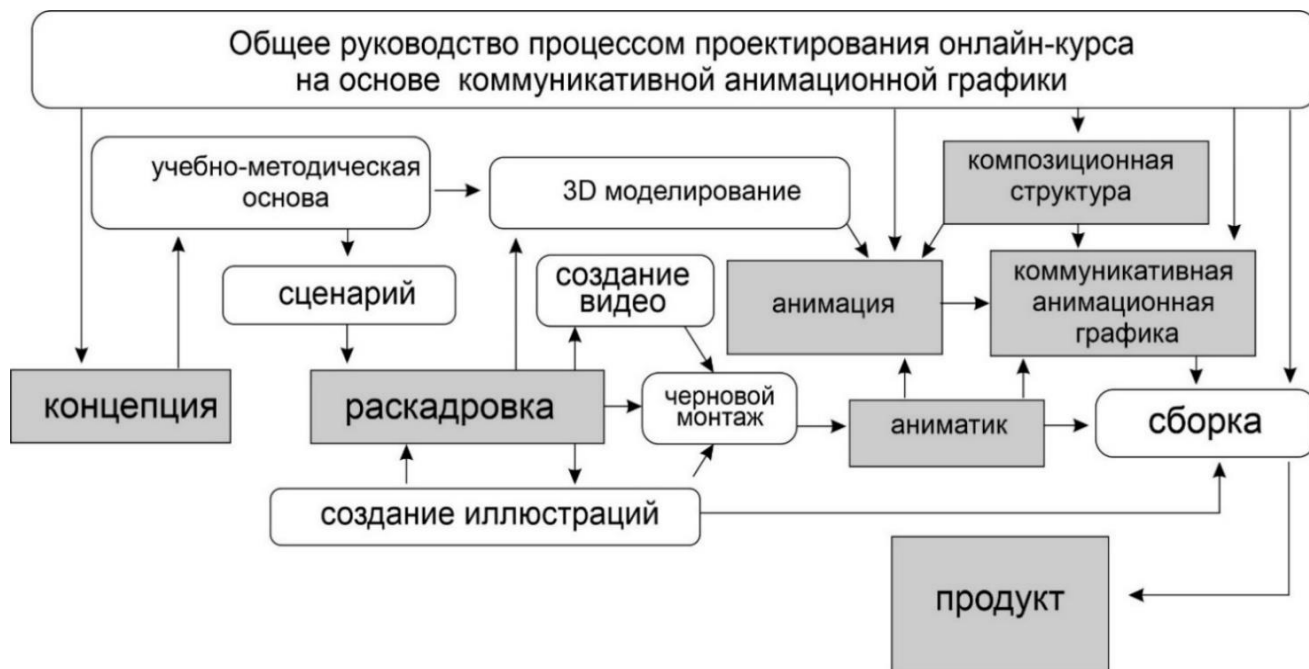 Общее руководство процессом проектирования онлайн-курса
на основе коммуникативной анимационной графики
учебно-методическая
основа
3D моделирование
композиционная
структура
сценарий
создание
видео
анимация
коммуникативная
анимационная
графика
концепция
раскадровка
черновой
монтаж
аниматик
сборка
создание иллюстраций
продукт